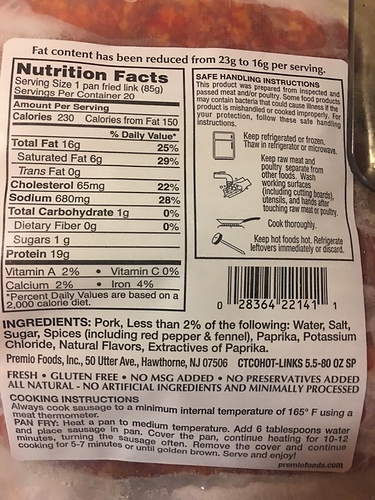 Fat content has been reduced from 23g to 16g per serving.
Nutrition Facts
Serving Size 1 pan fried link (85g)
Servings Per Container 20
Amount Per Serving
Calories 230 Calories from Fat 150
% Daily Value*
Total Fat 16g 25%
Saturated Fat 6g 29%
Trans Fat 0g
Cholesterol 65mg 22%
Sodium 680mg 28%
Total Carbohydrate 1g 0%
Dietary Fiber 0g 0%
Sugars 1 g
Protein 19g
Vitamin A 2% • Vitamin C 0%
Calcium 2% • Iron 4%
*Percent Daily Values are based on a
2,000 calorie diet.
SAFE HANDLING INSTRUCTIONS
This product was prepared from inspected and
passed meat and/or poultry. Some food products
may contain bacteria that could cause illness if the
product is mishandled or cooked improperly. For
your protection, follow these safe handling
instructions.
Keep refrigerated or frozen.
Thaw in refrigerator or microwave.
Keep raw meat and
poultry separate from
other foods. Wash
working surfaces
(including cutting boards),
utensils, and hands after
touching raw meat or poultry.
Cook thoroughly.
Keep hot foods hot. Refrigerate
leftovers immediately or discard.
0 28364 22141 1
INGREDIENTS: Pork, Less than 2% of the following: Water, Salt,
Sugar, Spices (including red pepper & fennel), Paprika, Potassium
Chloride, Natural Flavors, Extractives of Paprika.
Premio Foods, Inc., 50 Utter Ave., Hawthorne, NJ 07506 CTCOHOT-LINKS 5.5-80 OZ SP
FRESH • GLUTEN FREE • NO MSG ADDED • NO PRESERVATIVES ADDED
ALL NATURAL - NO ARTIFICIAL INGREDIENTS AND MINIMALLY PROCESSED
COOKING INSTRUCTIONS
Always cook sausage to a minimum internal temperature of 165° F using a
meat thermometer.
PAN FRY: Heat a pan to medium temperature. Add 6 tablespoons water
and place sausage in pan. Cover the pan, continue heating for 10-12
minutes, turning the sausage often. Remove the cover and continue
cooking for 5-7 minutes or until golden brown. Serve and enjoy!
premiofoods.com